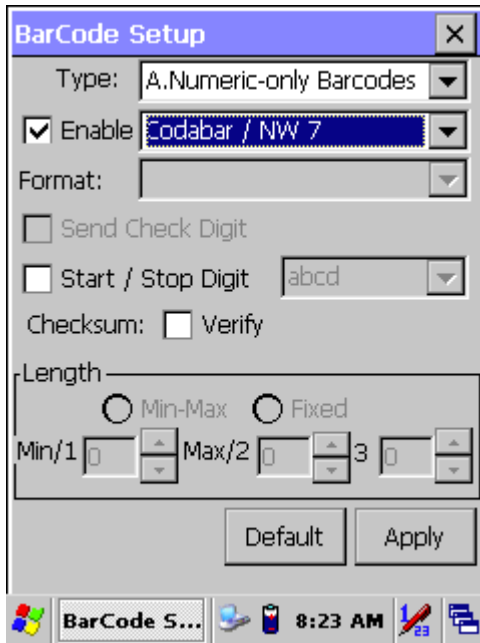 BarCode Setup
Type: A.Numeric-only Barcodes
Enable Codabar / NW 7
Format:
Send Check Digit
Start / Stop Digit abcd
Checksum: Verify
Length
Min-Max Fixed
Min/1 0 Max/2 0 3 0
Default Apply
BarCode S... 8:23 AM 1/23